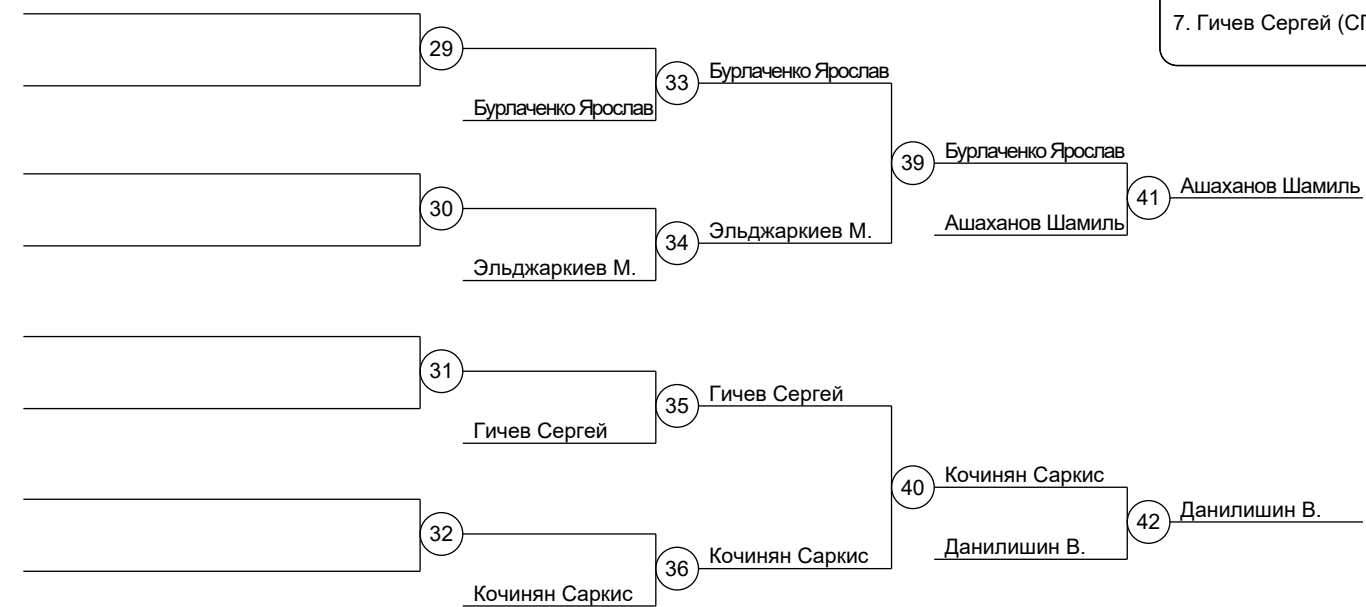 7. Гичев Сергей (СП
29
33
Бурлаченко Ярослав
Бурлаченко Ярослав
39
Бурлаченко Ярослав
41
Ашаханов Шамиль
30
34
Эльджаркиев М.
Ашаханов Шамиль
Эльджаркиев М.
31
35
Гичев Сергей
Гичев Сергей
40
Кочинян Саркис
42
Данилишин В.
32
36
Кочинян Саркис
Данилишин В.
Кочинян Саркис